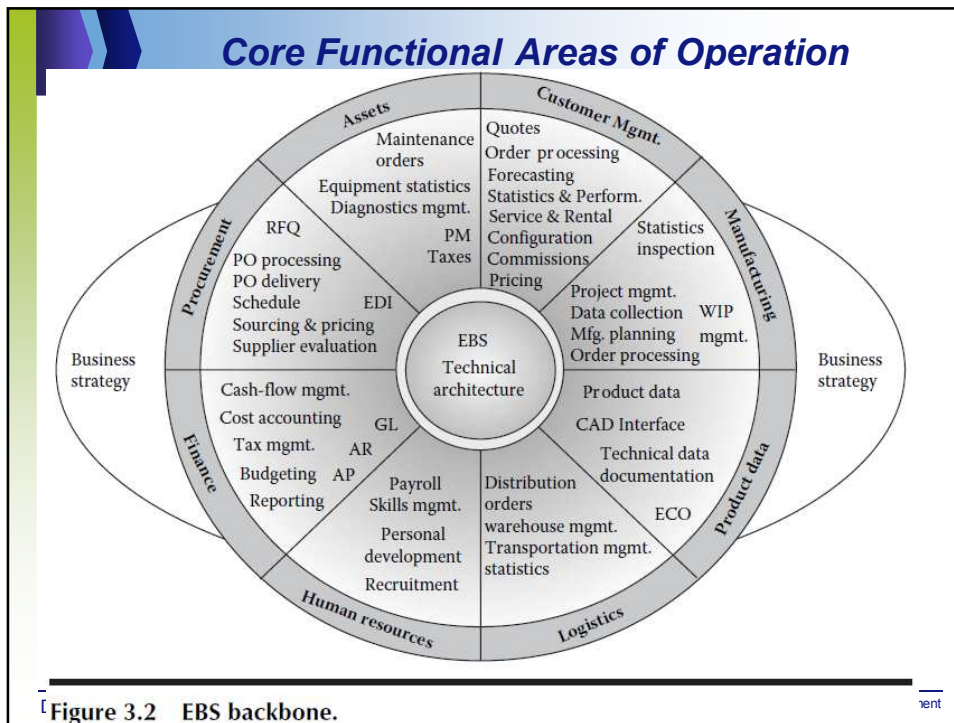 Core Functional Areas of Operation
Assets
Maintenance
orders
Equipment statistics
Diagnostics mgmt.
PM
Taxes
Customer Mgmt.
Quotes
Order processing
Forecasting
Statistics & Perform.
Service & Rental
Configuration
Commissions
Pricing
Procurement
RFQ
PO processing
PO delivery
Schedule
EDI
Sourcing & pricing
Supplier evaluation
Manufacturing
Statistics
inspection
Project mgmt.
Data collection
WIP
Mfg. planning
mgmt.
Order processing
Business
strategy
EBS
Technical
architecture
Business
strategy
Finance
Cash-flow mgmt.
Cost accounting
GL
Tax mgmt.
AR
Budgeting
AP
Reporting
Product data
Product data
CAD Interface
Technical data
documentation
ECO
Human resources
Payroll
Skills mgmt.
Personal
development
Recruitment
Logistics
Distribution
orders
warehouse mgmt.
Transportation mgmt.
statistics
Figure 3.2 EBS backbone.